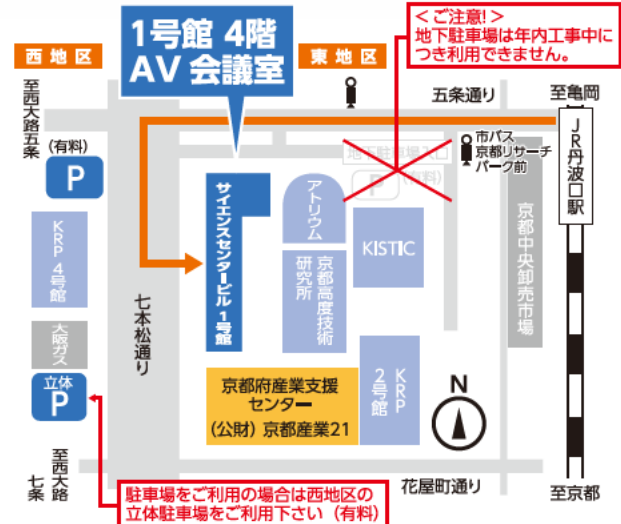 <ご注意!>
地下駐車場は年内工事中に
つき利用できません。
1号館 4階
AV 会議室
西地区
東地区
至西大路五条
五条通り
至亀岡
JR丹波口駅
(有料)
P
市バス
京都リサーチ
パーク前
地下駐車場入口
P
(有料)
サイエンスセンタービル1号館
アトリウム
KISTIC
京都高度技術
研究所
京都中央卸売市場
KRP4号館
七本松通り
大阪ガス
立体
P
京都府産業支援
センター
(公財) 京都産業21
KRP
2号館
N
至西大路
七条
花屋町通り
至京都
駐車場をご利用の場合は西地区の
立体駐車場をご利用下さい (有料)